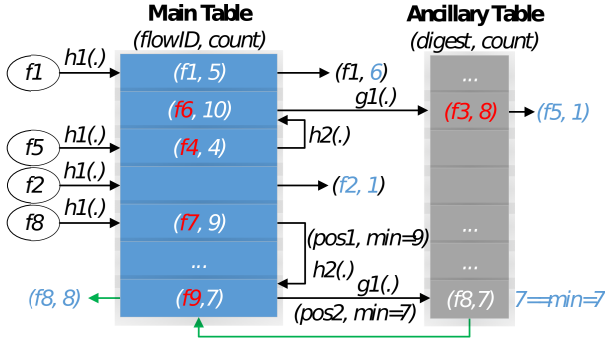 Main Table
(flowID, count)
Ancillary Table
(digest, count)
f1
h1(.)
(f1, 5)
(f1, 6)
...
(f6, 10)
g1(.)
(f3, 8)
(f5, 1)
f5
h1(.)
(f4, 4)
h2(.)
f2
h1(.)
(f2, 1)
f8
h1(.)
(f7, 9)
(pos1, min=9)
...
...
h2(.)
(f8, 8)
(f9,7)
g1(.)
(pos2, min=7)
(f8,7)
7==min=7